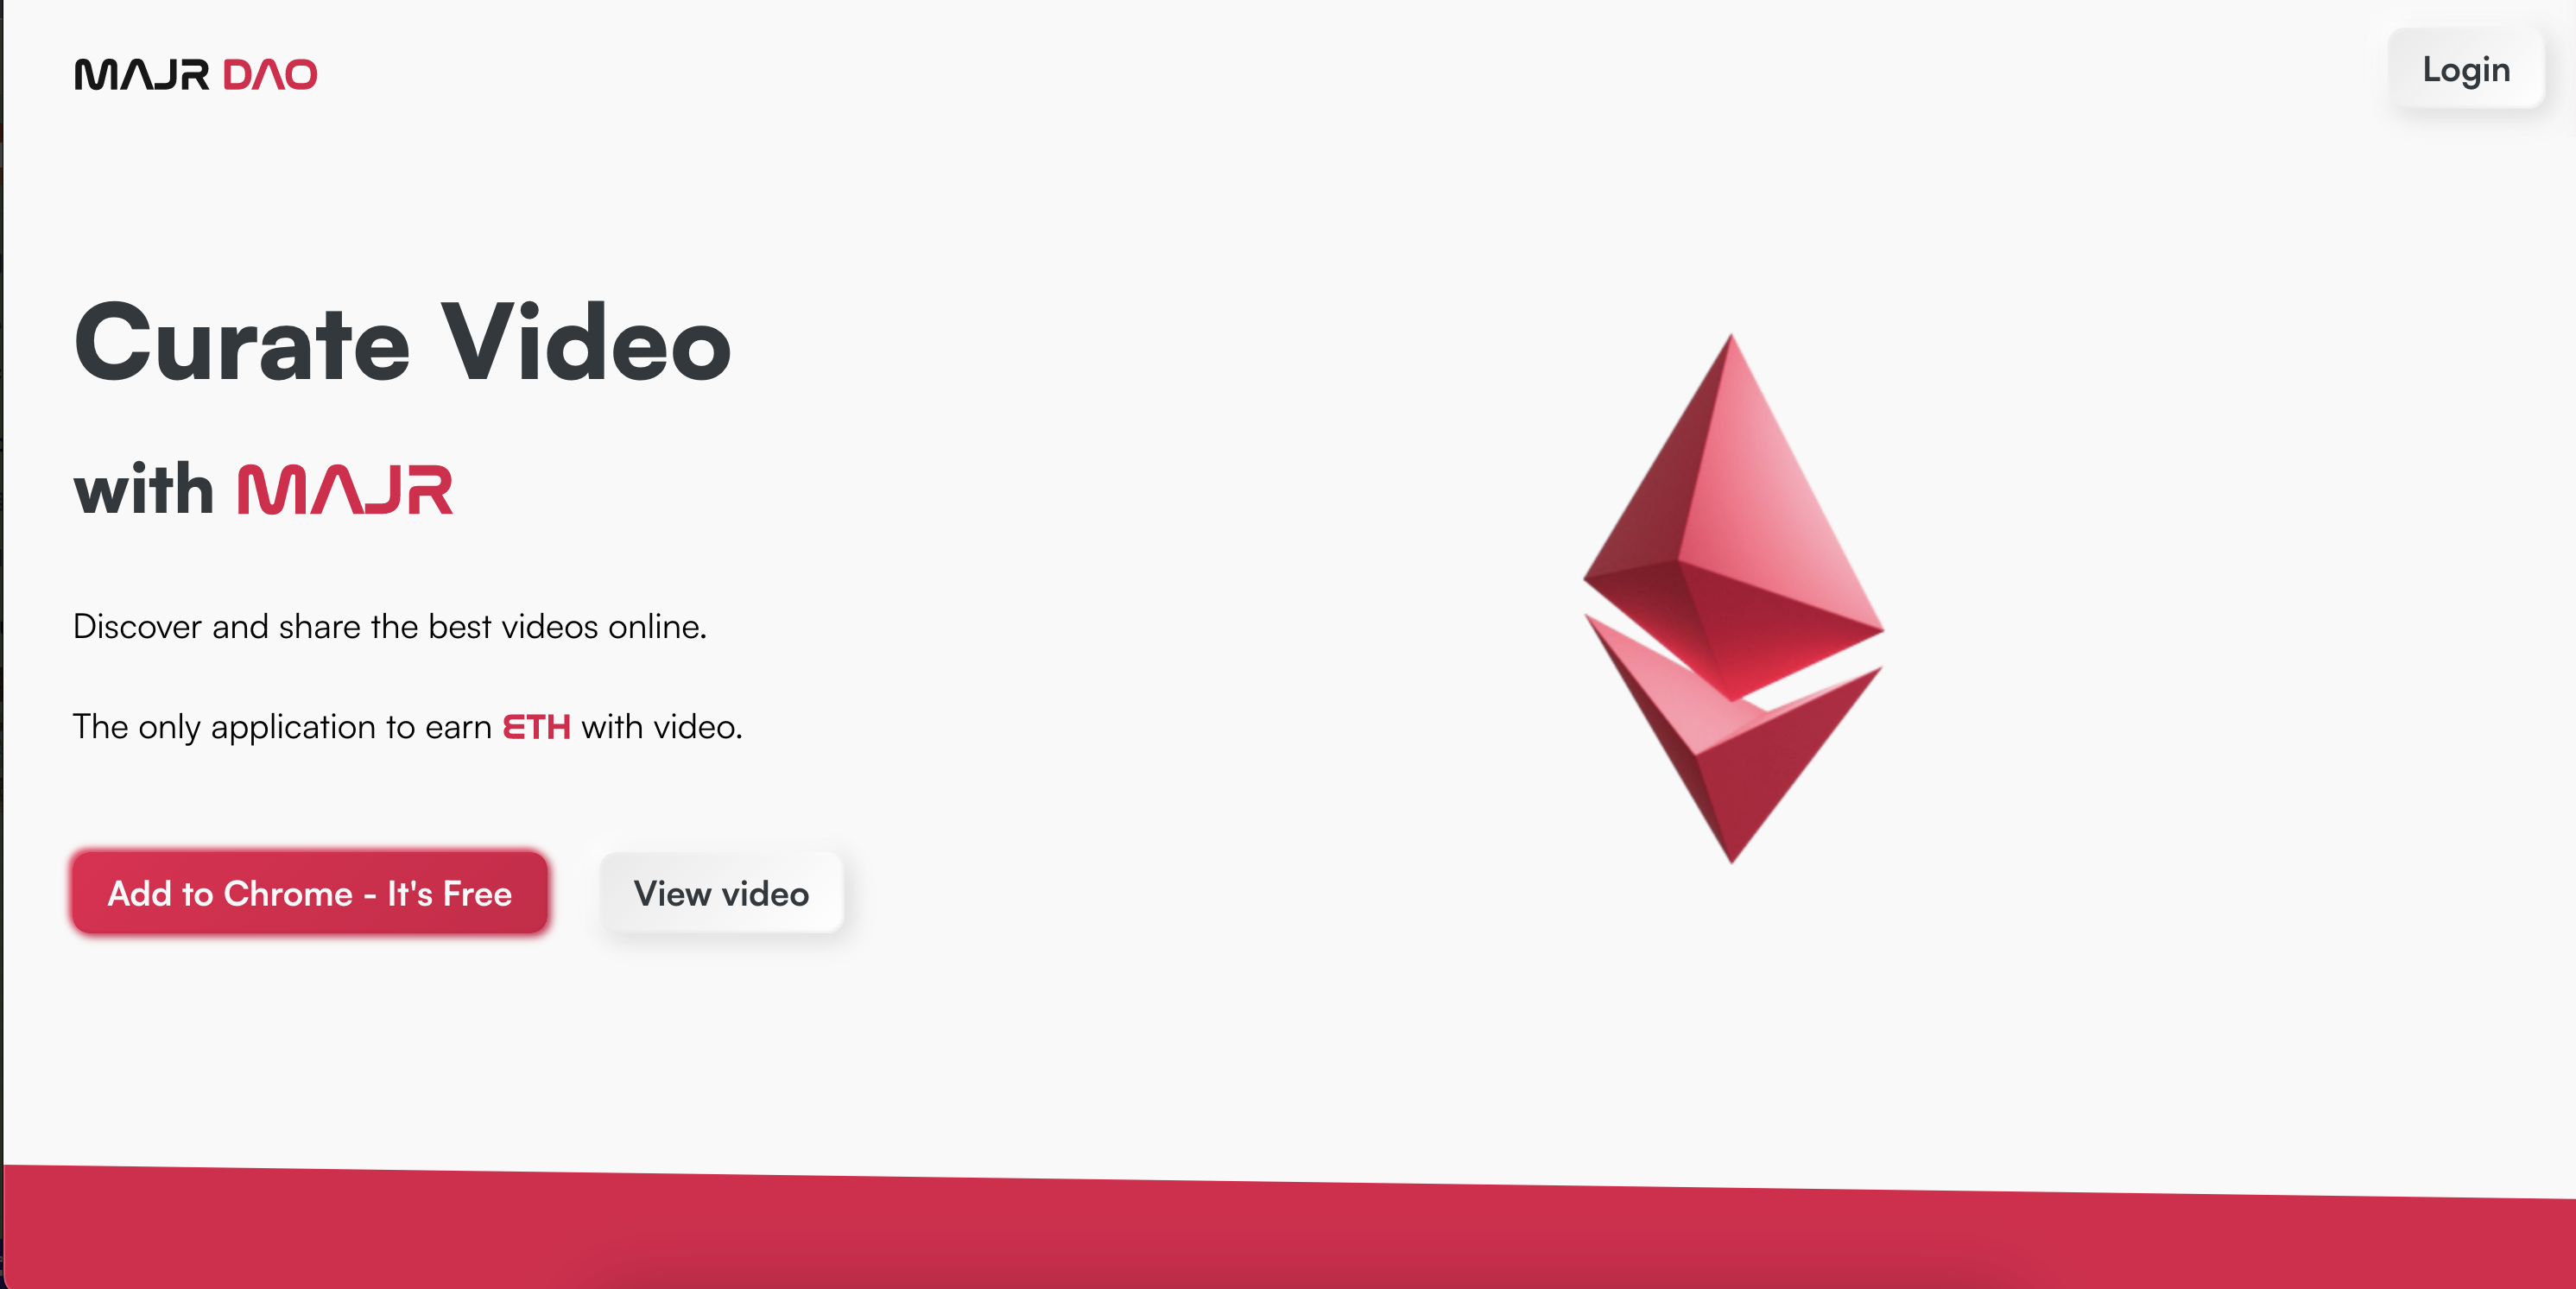 MAJR DAO
Login
Curate Video
with MAJR
Discover and share the best videos online.
The only application to earn ETH with video.
Add to Chrome - It's Free
View video